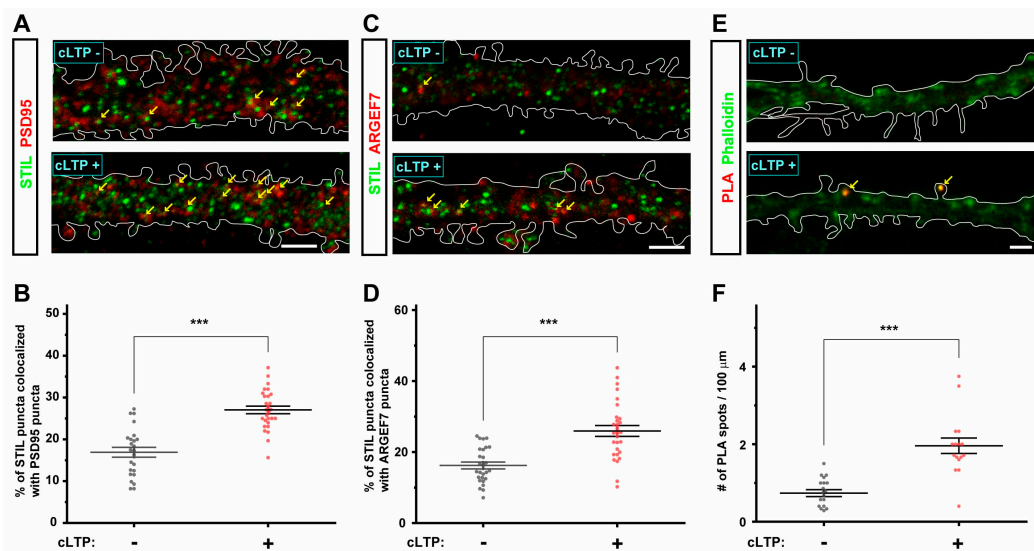 A
STIL PSD95
cLTP -
cLTP +
C
STIL ARGEF7
cLTP -
cLTP +
E
PLA Phalloidin
cLTP -
cLTP +
B
% of STIL puncta colocalized
with PSD95 puncta
50
40
30
20
10
0
***
cLTP: - +
D
% of STIL puncta colocalized
with ARGEF7 puncta
60
40
20
0
***
cLTP: - +
F
# of PLA spots / 100 μm
4
2
0
***
cLTP: - +